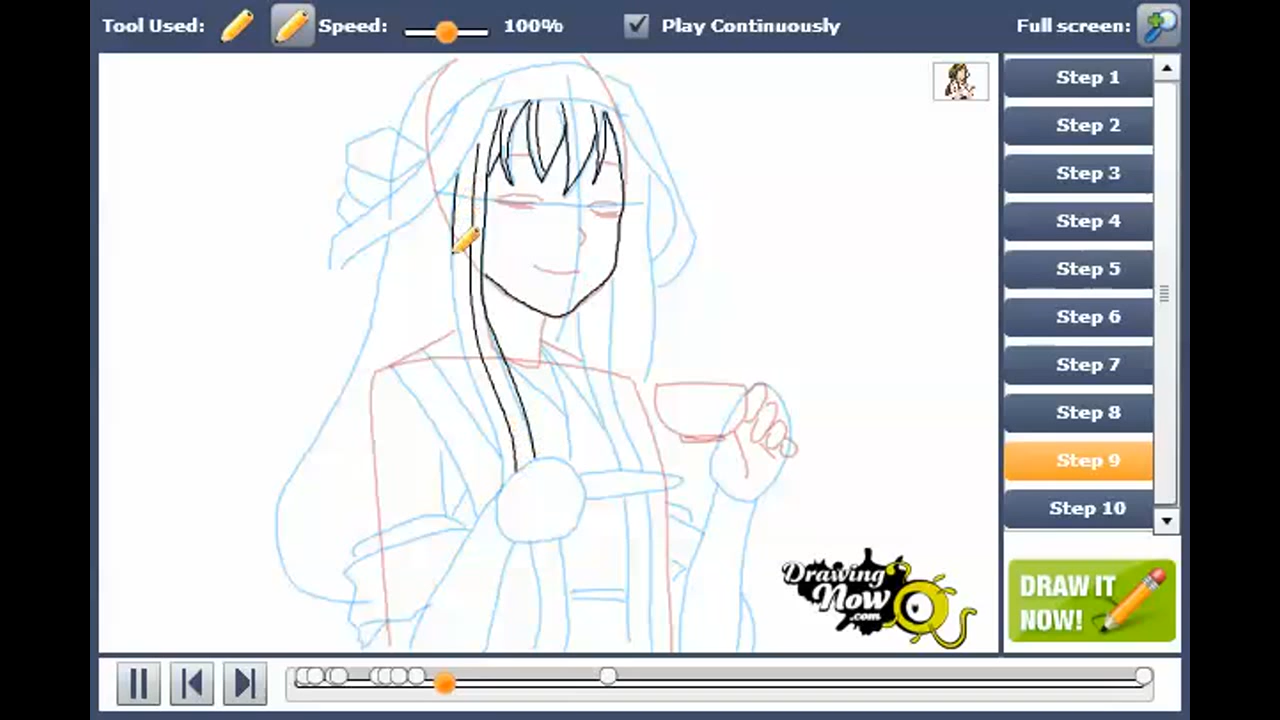 Tool Used:
Speed:
100%
Play Continuously
Full screen:
Step 1
Step 2
Step 3
Step 4
Step 5
Step 6
Step 7
Step 8
Step 9
Step 10
Drawing
Now
.com
DRAW IT
NOW!